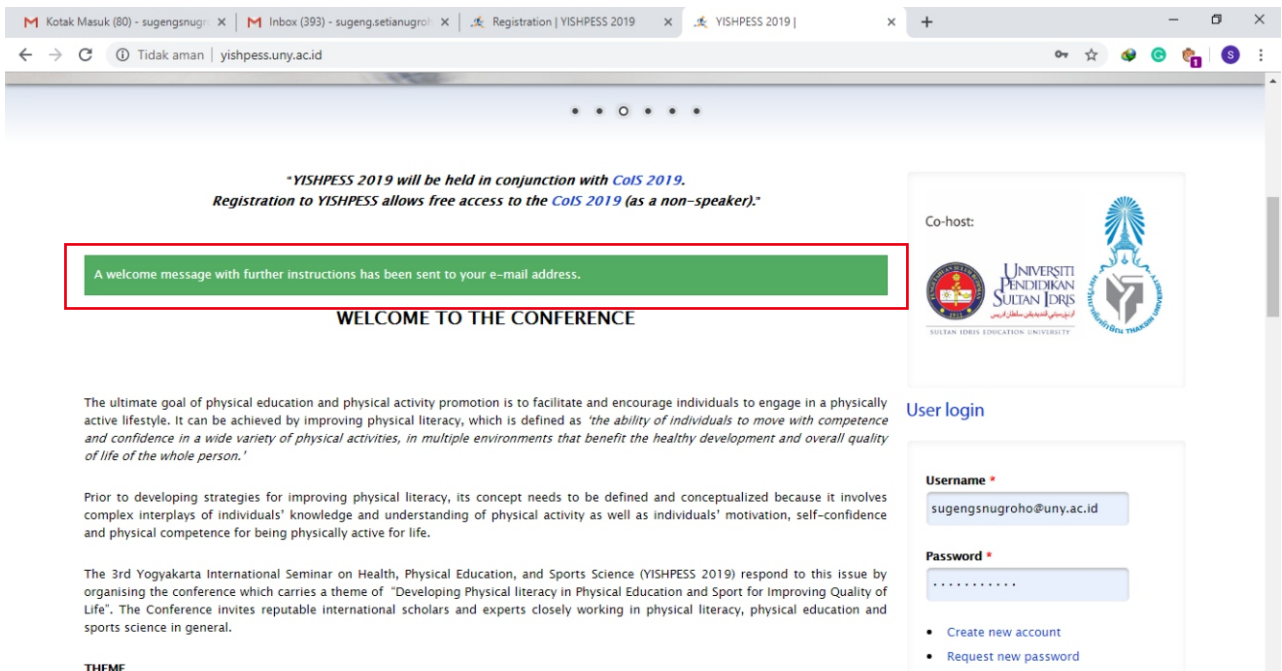 Kotak Masuk (80) - sugengsnugr
Inbox (393) - sugeng.setianugroh
Registration | YISHPESS 2019
YISHPESS 2019 |
Tidak aman | yishpess.uny.ac.id
S
1
"YISHPESS 2019 will be held in conjunction with CoIS 2019.
Registration to YISHPESS allows free access to the CoIS 2019 (as a non-speaker)."
A welcome message with further instructions has been sent to your e-mail address.
WELCOME TO THE CONFERENCE
The ultimate goal of physical education and physical activity promotion is to facilitate and encourage individuals to engage in a physically
active lifestyle. It can be achieved by improving physical literacy, which is defined as 'the ability of individuals to move with competence
and confidence in a wide variety of physical activities, in multiple environments that benefit the healthy development and overall quality
of life of the whole person.'
Prior to developing strategies for improving physical literacy, its concept needs to be defined and conceptualized because it involves
complex interplays of individuals' knowledge and understanding of physical activity as well as individuals' motivation, self-confidence
and physical competence for being physically active for life.
The 3rd Yogyakarta International Seminar on Health, Physical Education, and Sports Science (YISHPESS 2019) respond to this issue by
organising the conference which carries a theme of "Developing Physical literacy in Physical Education and Sport for Improving Quality of
Life". The Conference invites reputable international scholars and experts closely working in physical literacy, physical education and
sports science in general.
THEME
Co-host:
UNIVERSITI
PENDIDIKAN
SULTAN IDRIS
SULTAN IDRIS EDUCATION UNIVERSITY
User login
Username *
sugengsnugroho@uny.ac.id
Password *
...........
Create new account
Request new password